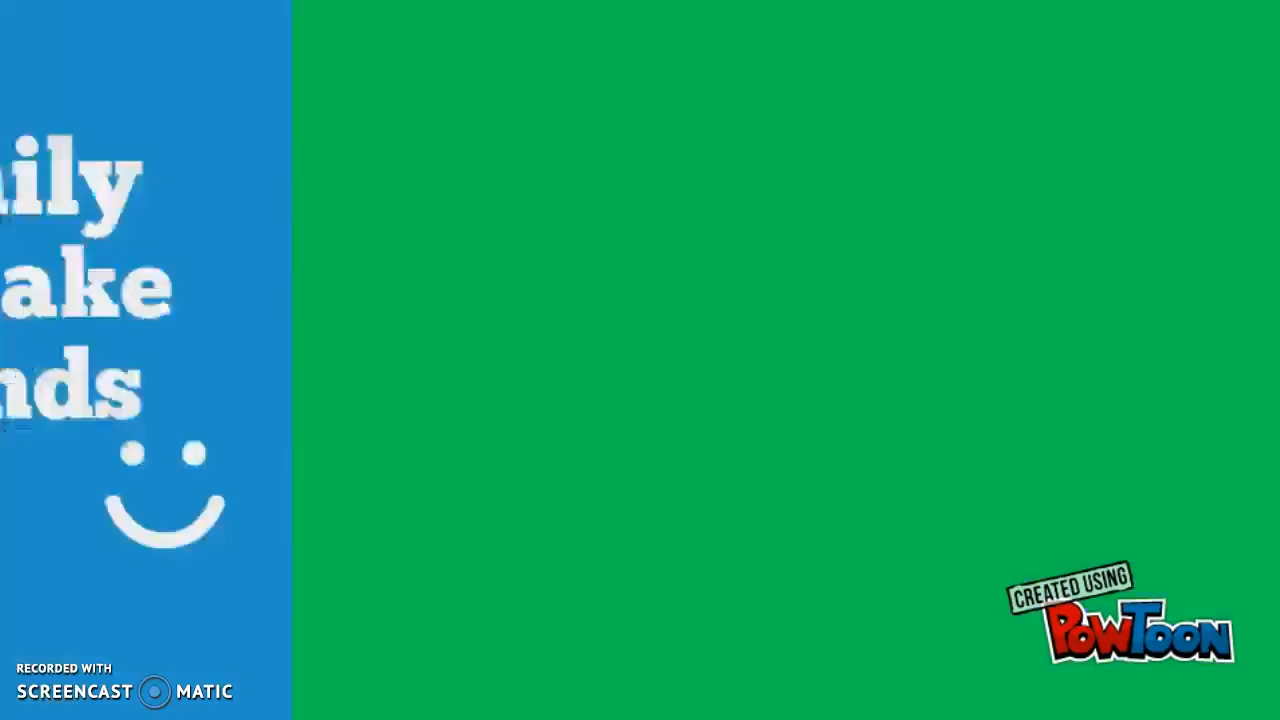 ily
ake
nds
CREATED USING
POWTOON
RECORDED WITH
SCREENCAST MATIC